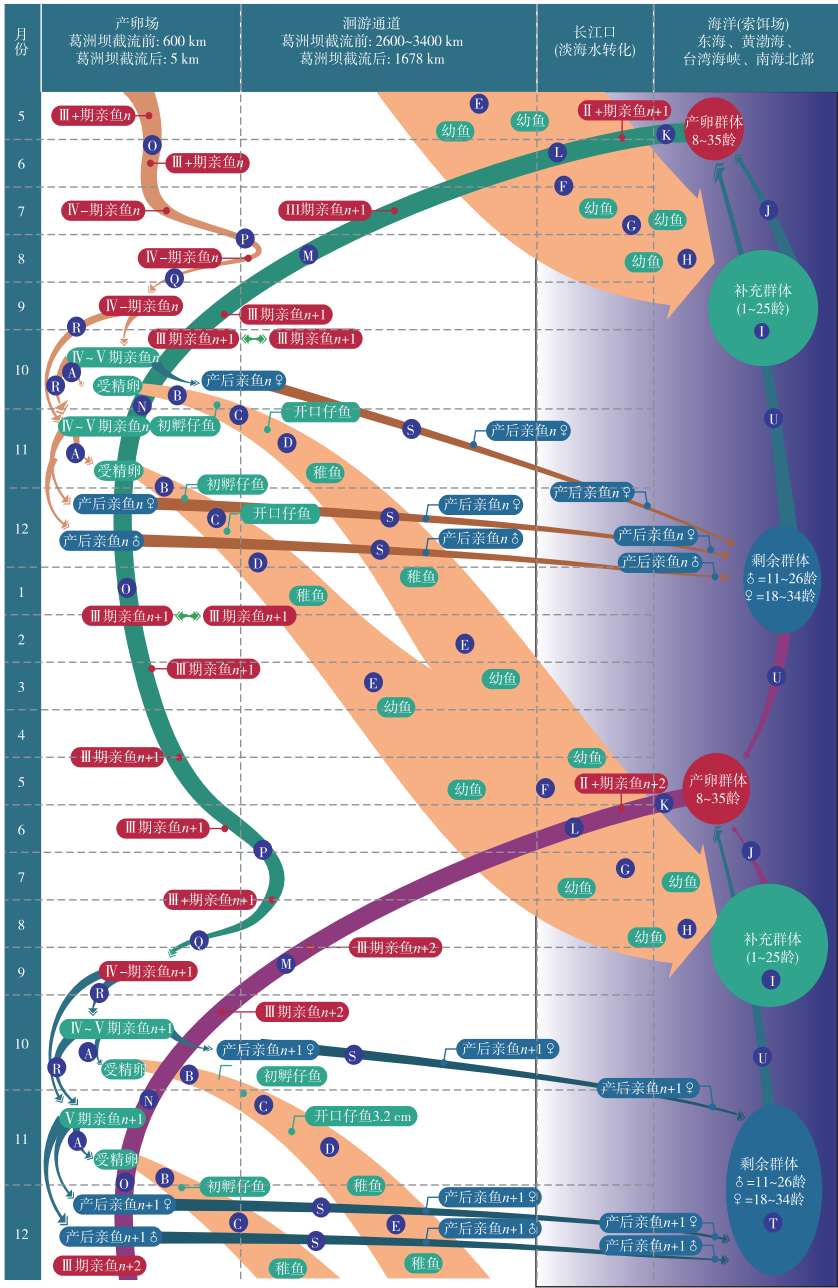 月份
产卵场
葛洲坝截流前: 600 km
葛洲坝截流后: 5 km
洄游通道
葛洲坝截流前: 2600~3400 km
葛洲坝截流后: 1678 km
长江口
(淡海水转化)
海洋(索饵场)
东海、黄渤海、
台湾海峡、南海北部
5
Ⅲ+期亲鱼n
E
幼鱼
幼鱼
Ⅱ+期亲鱼n+1
K
产卵群体
8~35龄
O
6
Ⅲ+期亲鱼n
L
F
7
Ⅳ-期亲鱼n
Ⅲ期亲鱼n+1
幼鱼
G
幼鱼
J
P
8
Ⅳ-期亲鱼n
M
幼鱼
H
Q
9
Ⅳ-期亲鱼n
Ⅲ期亲鱼n+1
补充群体
(1~25龄)
I
R
Ⅲ期亲鱼n+1
Ⅲ期亲鱼n+1
10
Ⅳ~Ⅴ期亲鱼n
A
R
受精卵
产后亲鱼n♀
B
N
C
开口仔鱼
U
11
Ⅳ~Ⅴ期亲鱼n
初孵仔鱼
S
产后亲鱼n♀
D
A
受精卵
稚鱼
B
初孵仔鱼
产后亲鱼n♀
12
产后亲鱼n♀
C
开口仔鱼
S
产后亲鱼n♀
产后亲鱼n♀
产后亲鱼n♂
S
产后亲鱼n♂
产后亲鱼n♂
D
剩余群体
♂=11~26龄
♀=18~34龄
1
O
稚鱼
稚鱼
Ⅲ期亲鱼n+1
Ⅲ期亲鱼n+1
2
E
3
Ⅲ期亲鱼n+1
E
幼鱼
幼鱼
U
4
5
Ⅲ期亲鱼n+1
幼鱼
幼鱼
F
Ⅱ+期亲鱼n+2
K
产卵群体
8~35龄
6
Ⅲ期亲鱼n+1
L
P
J
7
G
幼鱼
幼鱼
8
Ⅲ+期亲鱼n+1
Q
幼鱼
H
补充群体
(1~25龄)
I
9
Ⅳ-期亲鱼n+1
M
Ⅲ期亲鱼n+2
R
Ⅲ期亲鱼n+2
10
Ⅳ~Ⅴ期亲鱼n+1
A
R
受精卵
产后亲鱼n+1♀
S
产后亲鱼n+1♀
U
B
初孵仔鱼
产后亲鱼n+1♀
N
C
11
Ⅴ期亲鱼n+1
开口仔鱼3.2 cm
A
D
受精卵
B
O
初孵仔鱼
稚鱼
剩余群体
♂=11~26龄
♀=18~34龄
T
12
产后亲鱼n+1♀
S
产后亲鱼n+1♀
产后亲鱼n+1♀
C
E
产后亲鱼n+1♂
S
产后亲鱼n+1♂
产后亲鱼n+1♂
Ⅲ期亲鱼n+2
稚鱼
稚鱼